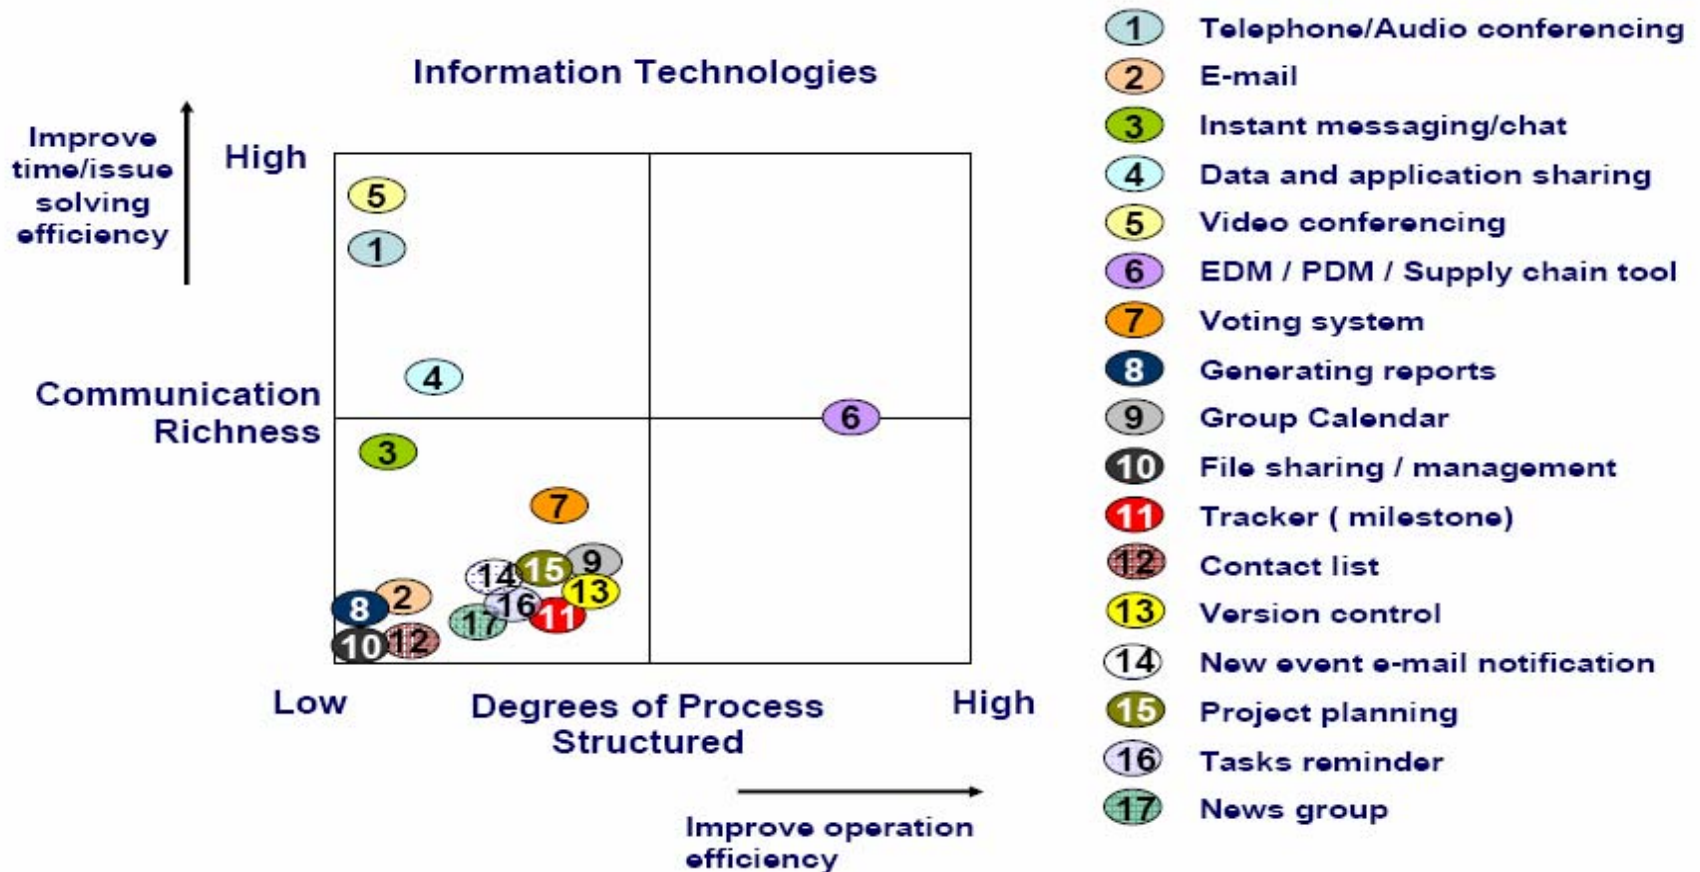 Information Technologies
Improve
time/issue
solving
efficiency
High
5
1
4
Communication
Richness
6
3
7
14
15
9
13
16
11
17
8
2
10
12
Low
Degrees of Process
Structured
High
Improve operation
efficiency
1 Telephone/Audio conferencing
2 E-mail
3 Instant messaging/chat
4 Data and application sharing
5 Video conferencing
6 EDM / PDM / Supply chain tool
7 Voting system
8 Generating reports
9 Group Calendar
10 File sharing / management
11 Tracker ( milestone)
12 Contact list
13 Version control
14 New event e-mail notification
15 Project planning
16 Tasks reminder
17 News group